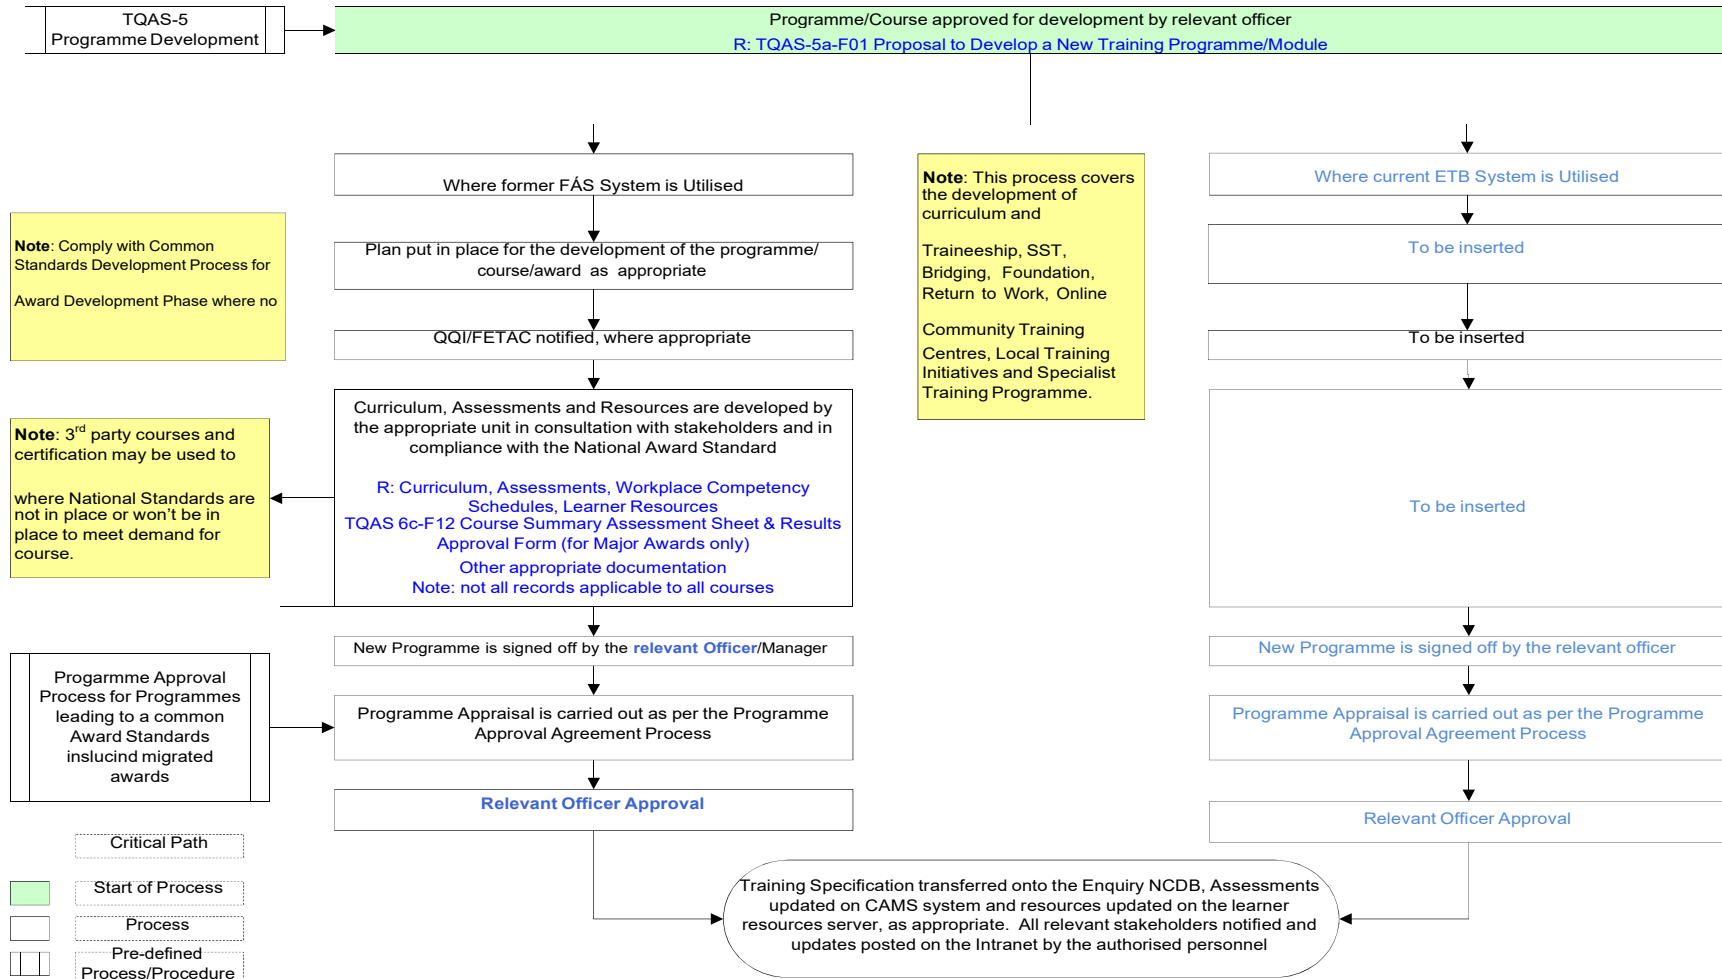 TQAS-5
Programme Development
Programme/Course approved for development by relevant officer
R: TQAS-5a-F01 Proposal to Develop a New Training Programme/Module
Where former FÁS System is Utilised
Note: This process covers
the development of
curriculum and
Traineeship, SST,
Bridging, Foundation,
Return to Work, Online
Community Training
Centres, Local Training
Initiatives and Specialist
Training Programme.
Where current ETB System is Utilised
Note: Comply with Common
Standards Development Process for
Award Development Phase where no
Plan put in place for the development of the programme/
course/award as appropriate
To be inserted
QQI/FETAC notified, where appropriate
To be inserted
Note: 3rd party courses and
certification may be used to
where National Standards are
not in place or won't be in
place to meet demand for
course.
Curriculum, Assessments and Resources are developed by
the appropriate unit in consultation with stakeholders and in
compliance with the National Award Standard
R: Curriculum, Assessments, Workplace Competency
Schedules, Learner Resources
TQAS 6c-F12 Course Summary Assessment Sheet & Results
Approval Form (for Major Awards only)
Other appropriate documentation
Note: not all records applicable to all courses
To be inserted
New Programme is signed off by the relevant Officer/Manager
New Programme is signed off by the relevant officer
Progarmme Approval
Process for Programmes
leading to a common
Award Standards
inslucind migrated
awards
Programme Appraisal is carried out as per the Programme
Approval Agreement Process
Programme Appraisal is carried out as per the Programme
Approval Agreement Process
Relevant Officer Approval
Relevant Officer Approval
Critical Path
Start of Process
Process
Pre-defined
Process/Procedure
Training Specification transferred onto the Enquiry NCDB, Assessments
updated on CAMS system and resources updated on the learner
resources server, as appropriate. All relevant stakeholders notified and
updates posted on the Intranet by the authorised personnel